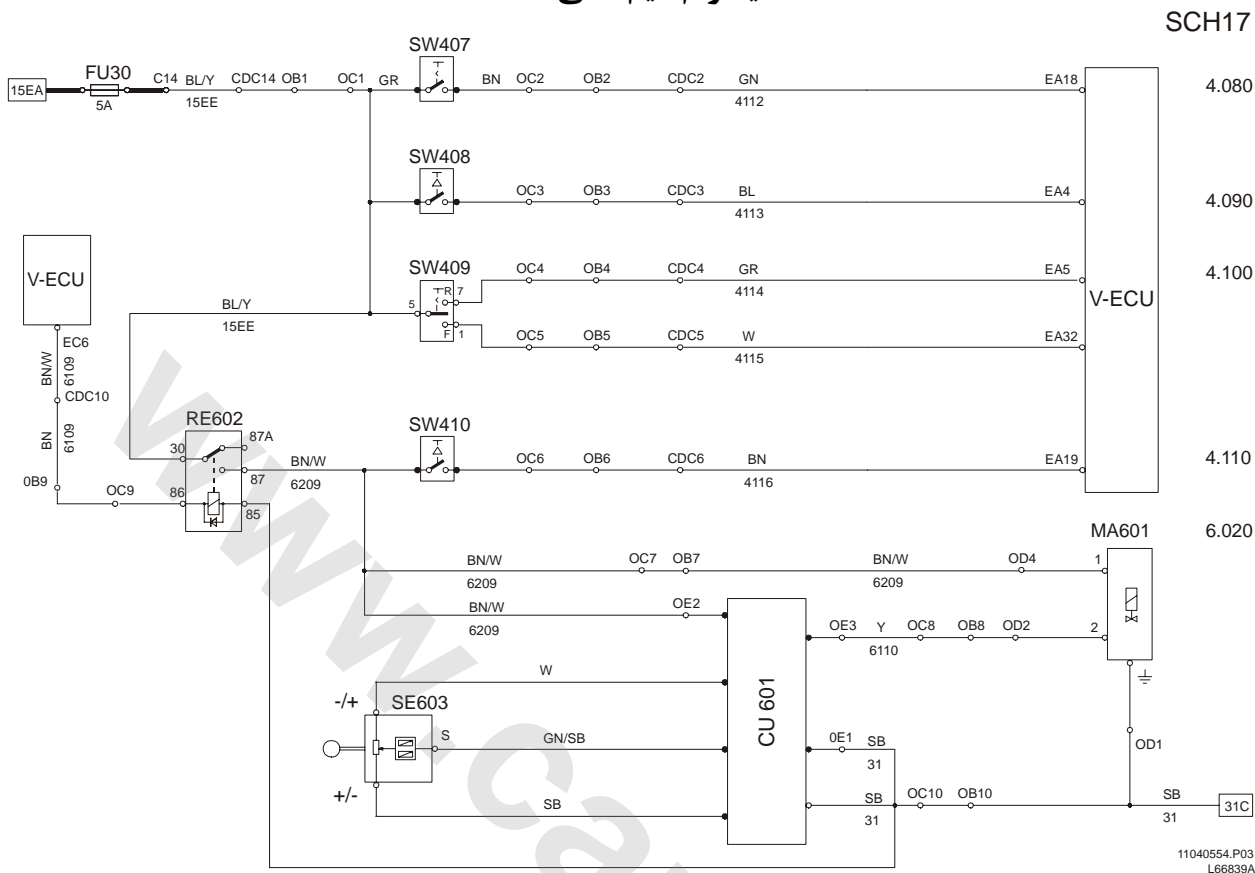 SCH17
SW407
15EA FU30 5A C14 BL/Y 15EE CDC14 OB1 OC1 GR BN OC2 OB2 CDC2 GN 4112 EA18 4.080
SW408
OC3 OB3 CDC3 BL 4113 EA4 4.090
SW409
5 R 7 F 1
OC4 OB4 CDC4 GR 4114 EA5 4.100
V-ECU
V-ECU
BL/Y 15EE
OC5 OB5 CDC5 W 4115 EA32
EC6
BN/W 6109
CDC10
BN 6109
0B9 OC9
RE602
30 87A 87 86 85
BN/W 6209
SW410
OC6 OB6 CDC6 BN 4116 EA19 4.110
MA601 6.020
BN/W 6209 OC7 OB7 BN/W 6209 OD4 1
BN/W 6209 OE2
OE3 Y 6110 OC8 OB8 OD2 2
CU 601
W
-/+ SE603
S GN/SB
+/- SB
0E1 SB 31
OD1
SB 31 OC10 OB10 SB 31 31C
11040554.P03
L66839A